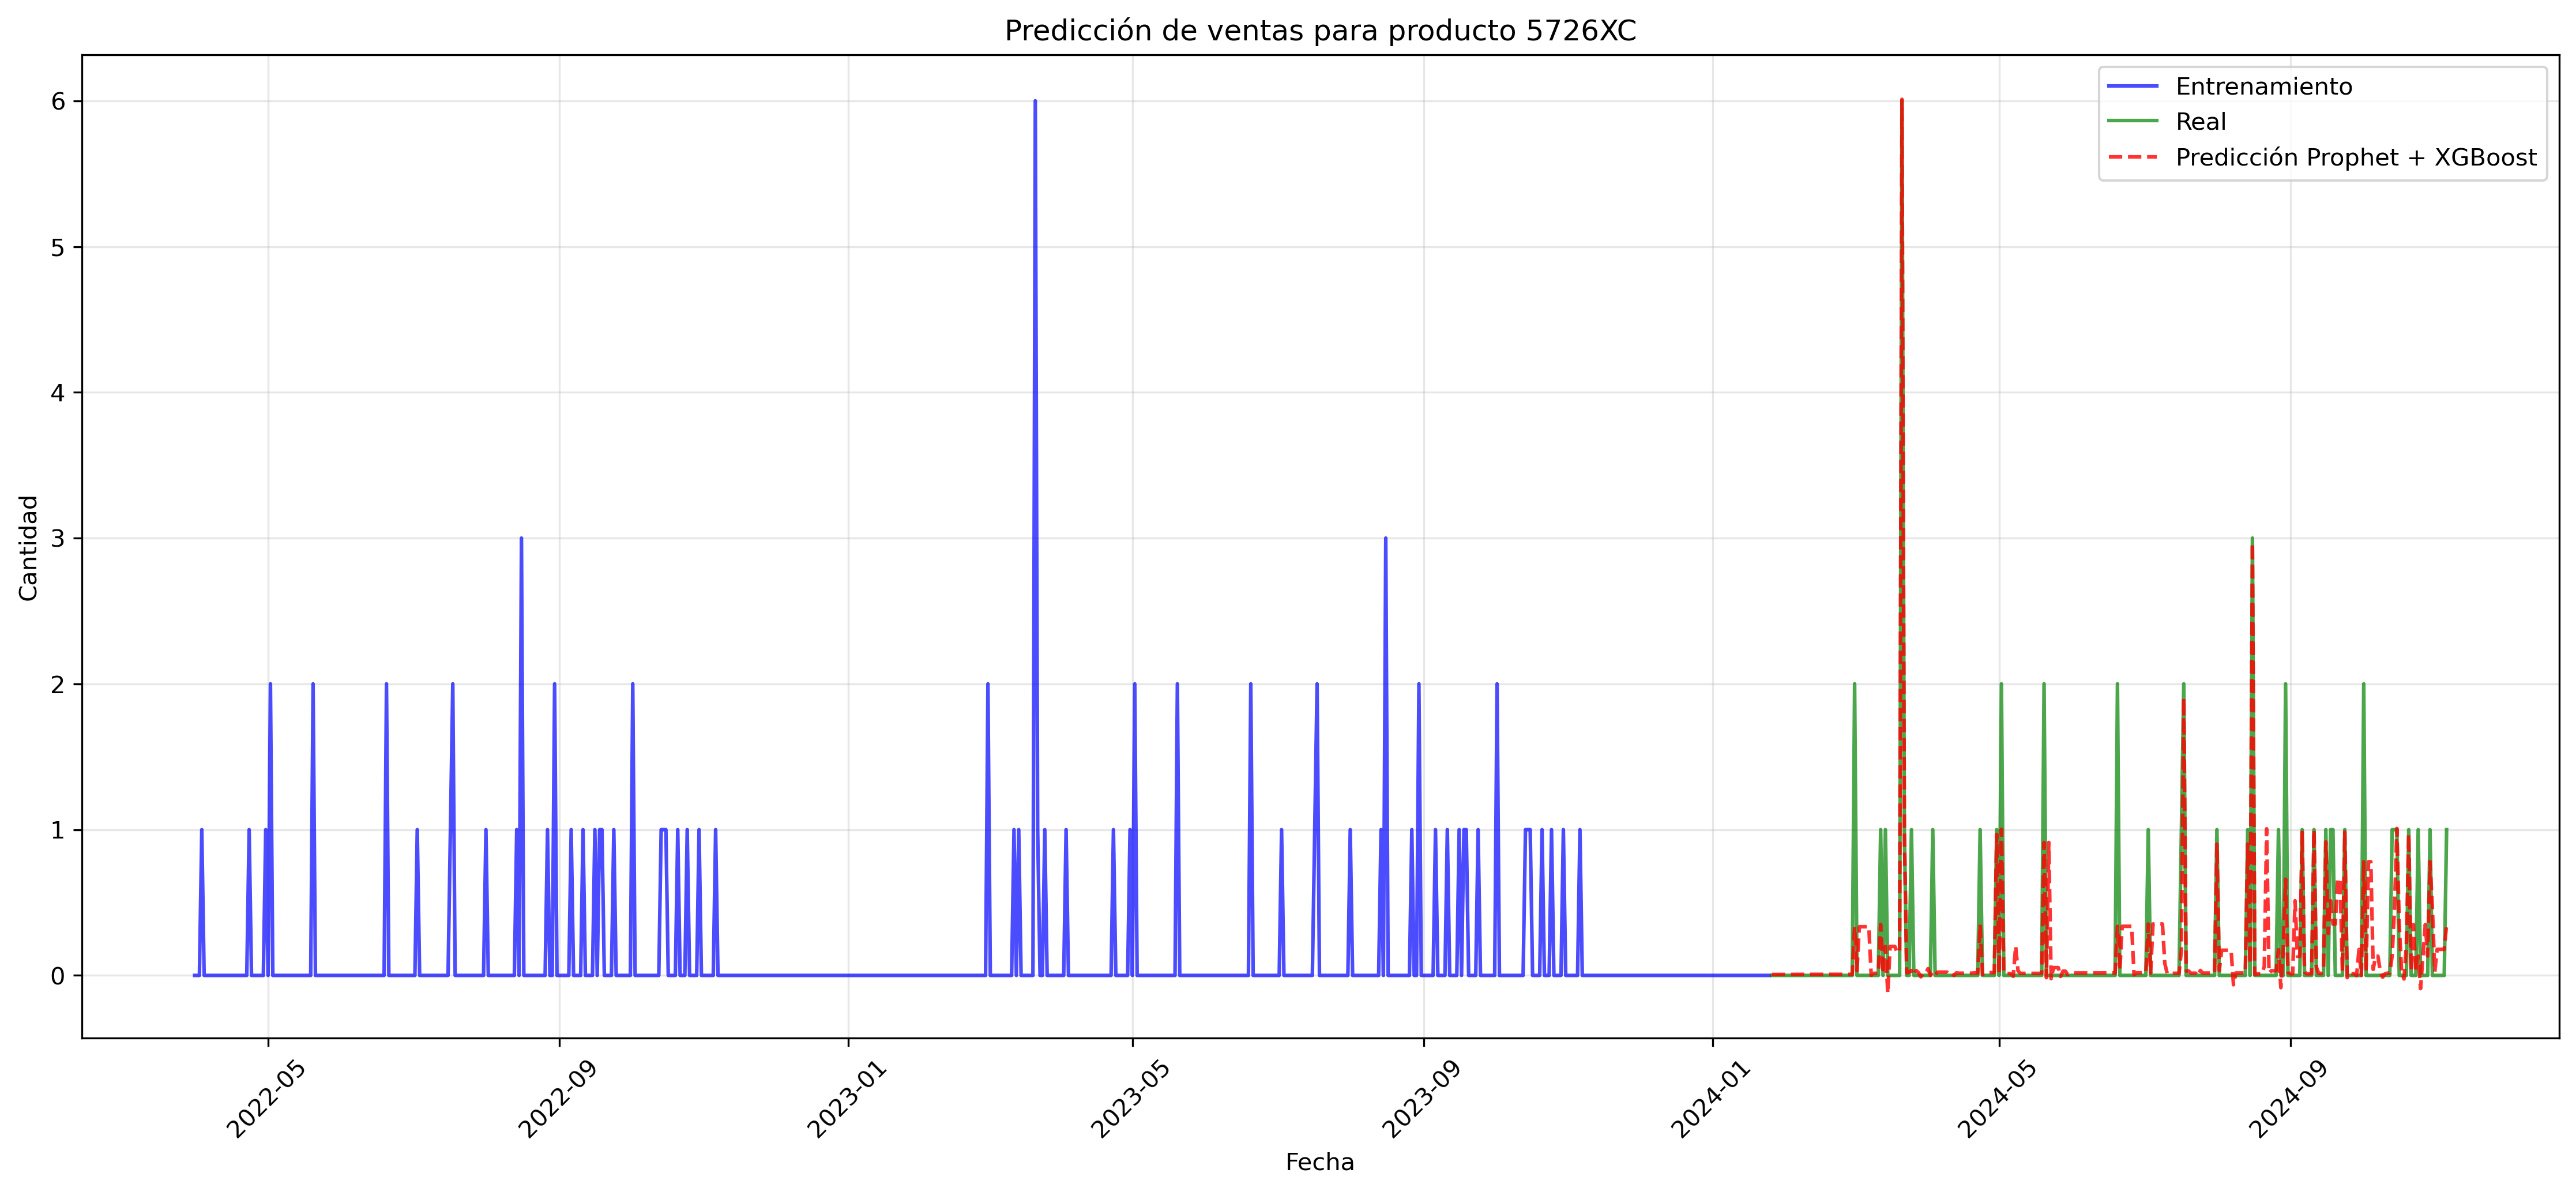 Predicción de ventas para producto 5726XC
Entrenamiento
Real
Predicción Prophet + XGBoost
6
5
4
3
2
1
0
Cantidad
2022-05
2022-09
2023-01
2023-05
2023-09
2024-01
2024-05
2024-09
Fecha